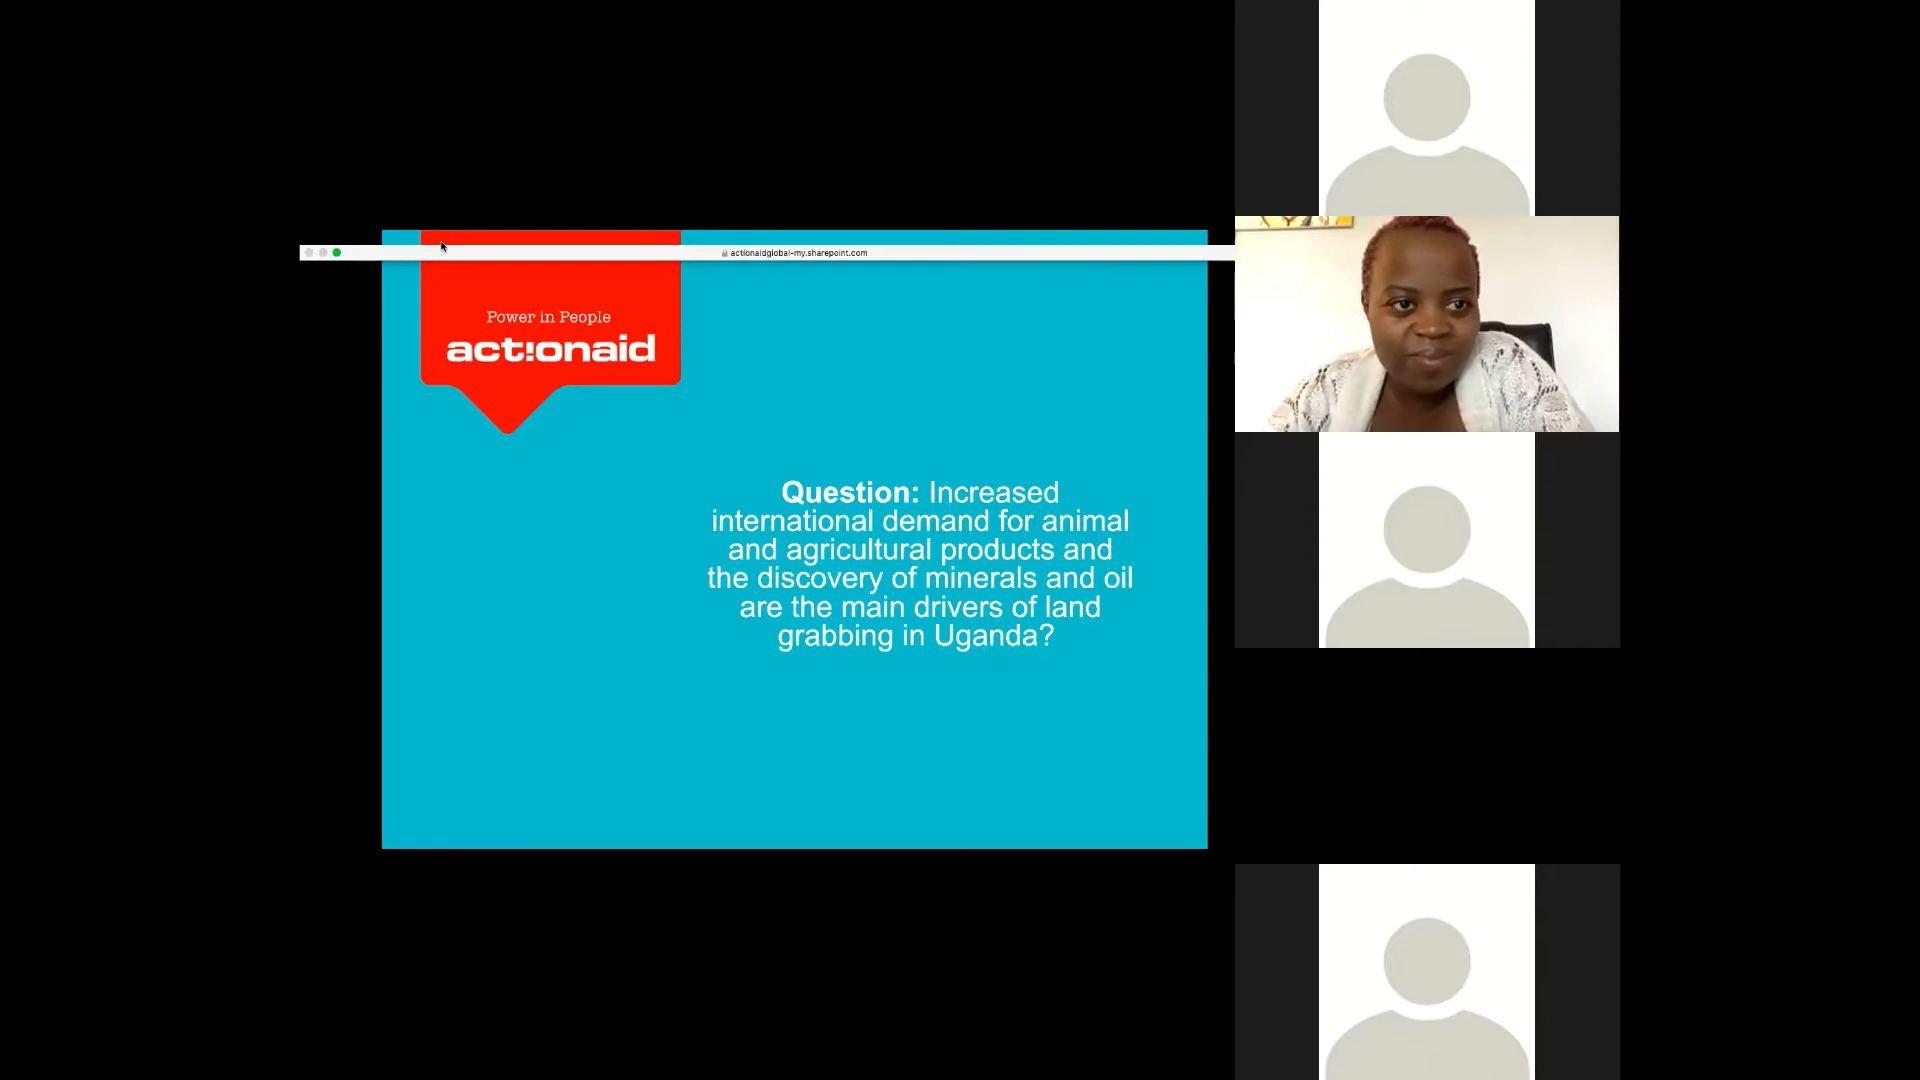 actionaidglobal-my.sharepoint.com
Power in People
act!onaid
Question: Increased
international demand for animal
and agricultural products and
the discovery of minerals and oil
are the main drivers of land
grabbing in Uganda?